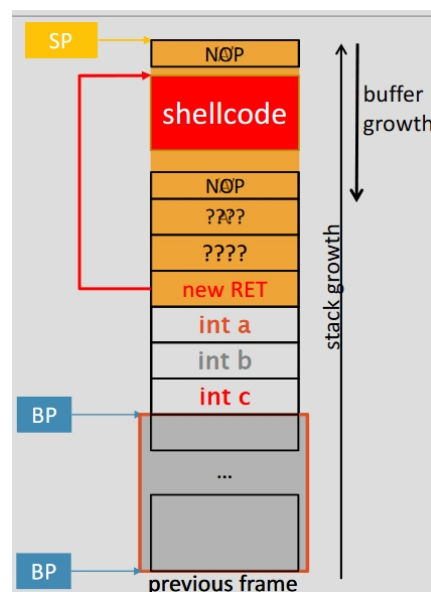 SP
NOP
shellcode
buffer
growth
NOP
????
????
new RET
int a
int b
int c
stack growth
BP
...
BP
previous frame